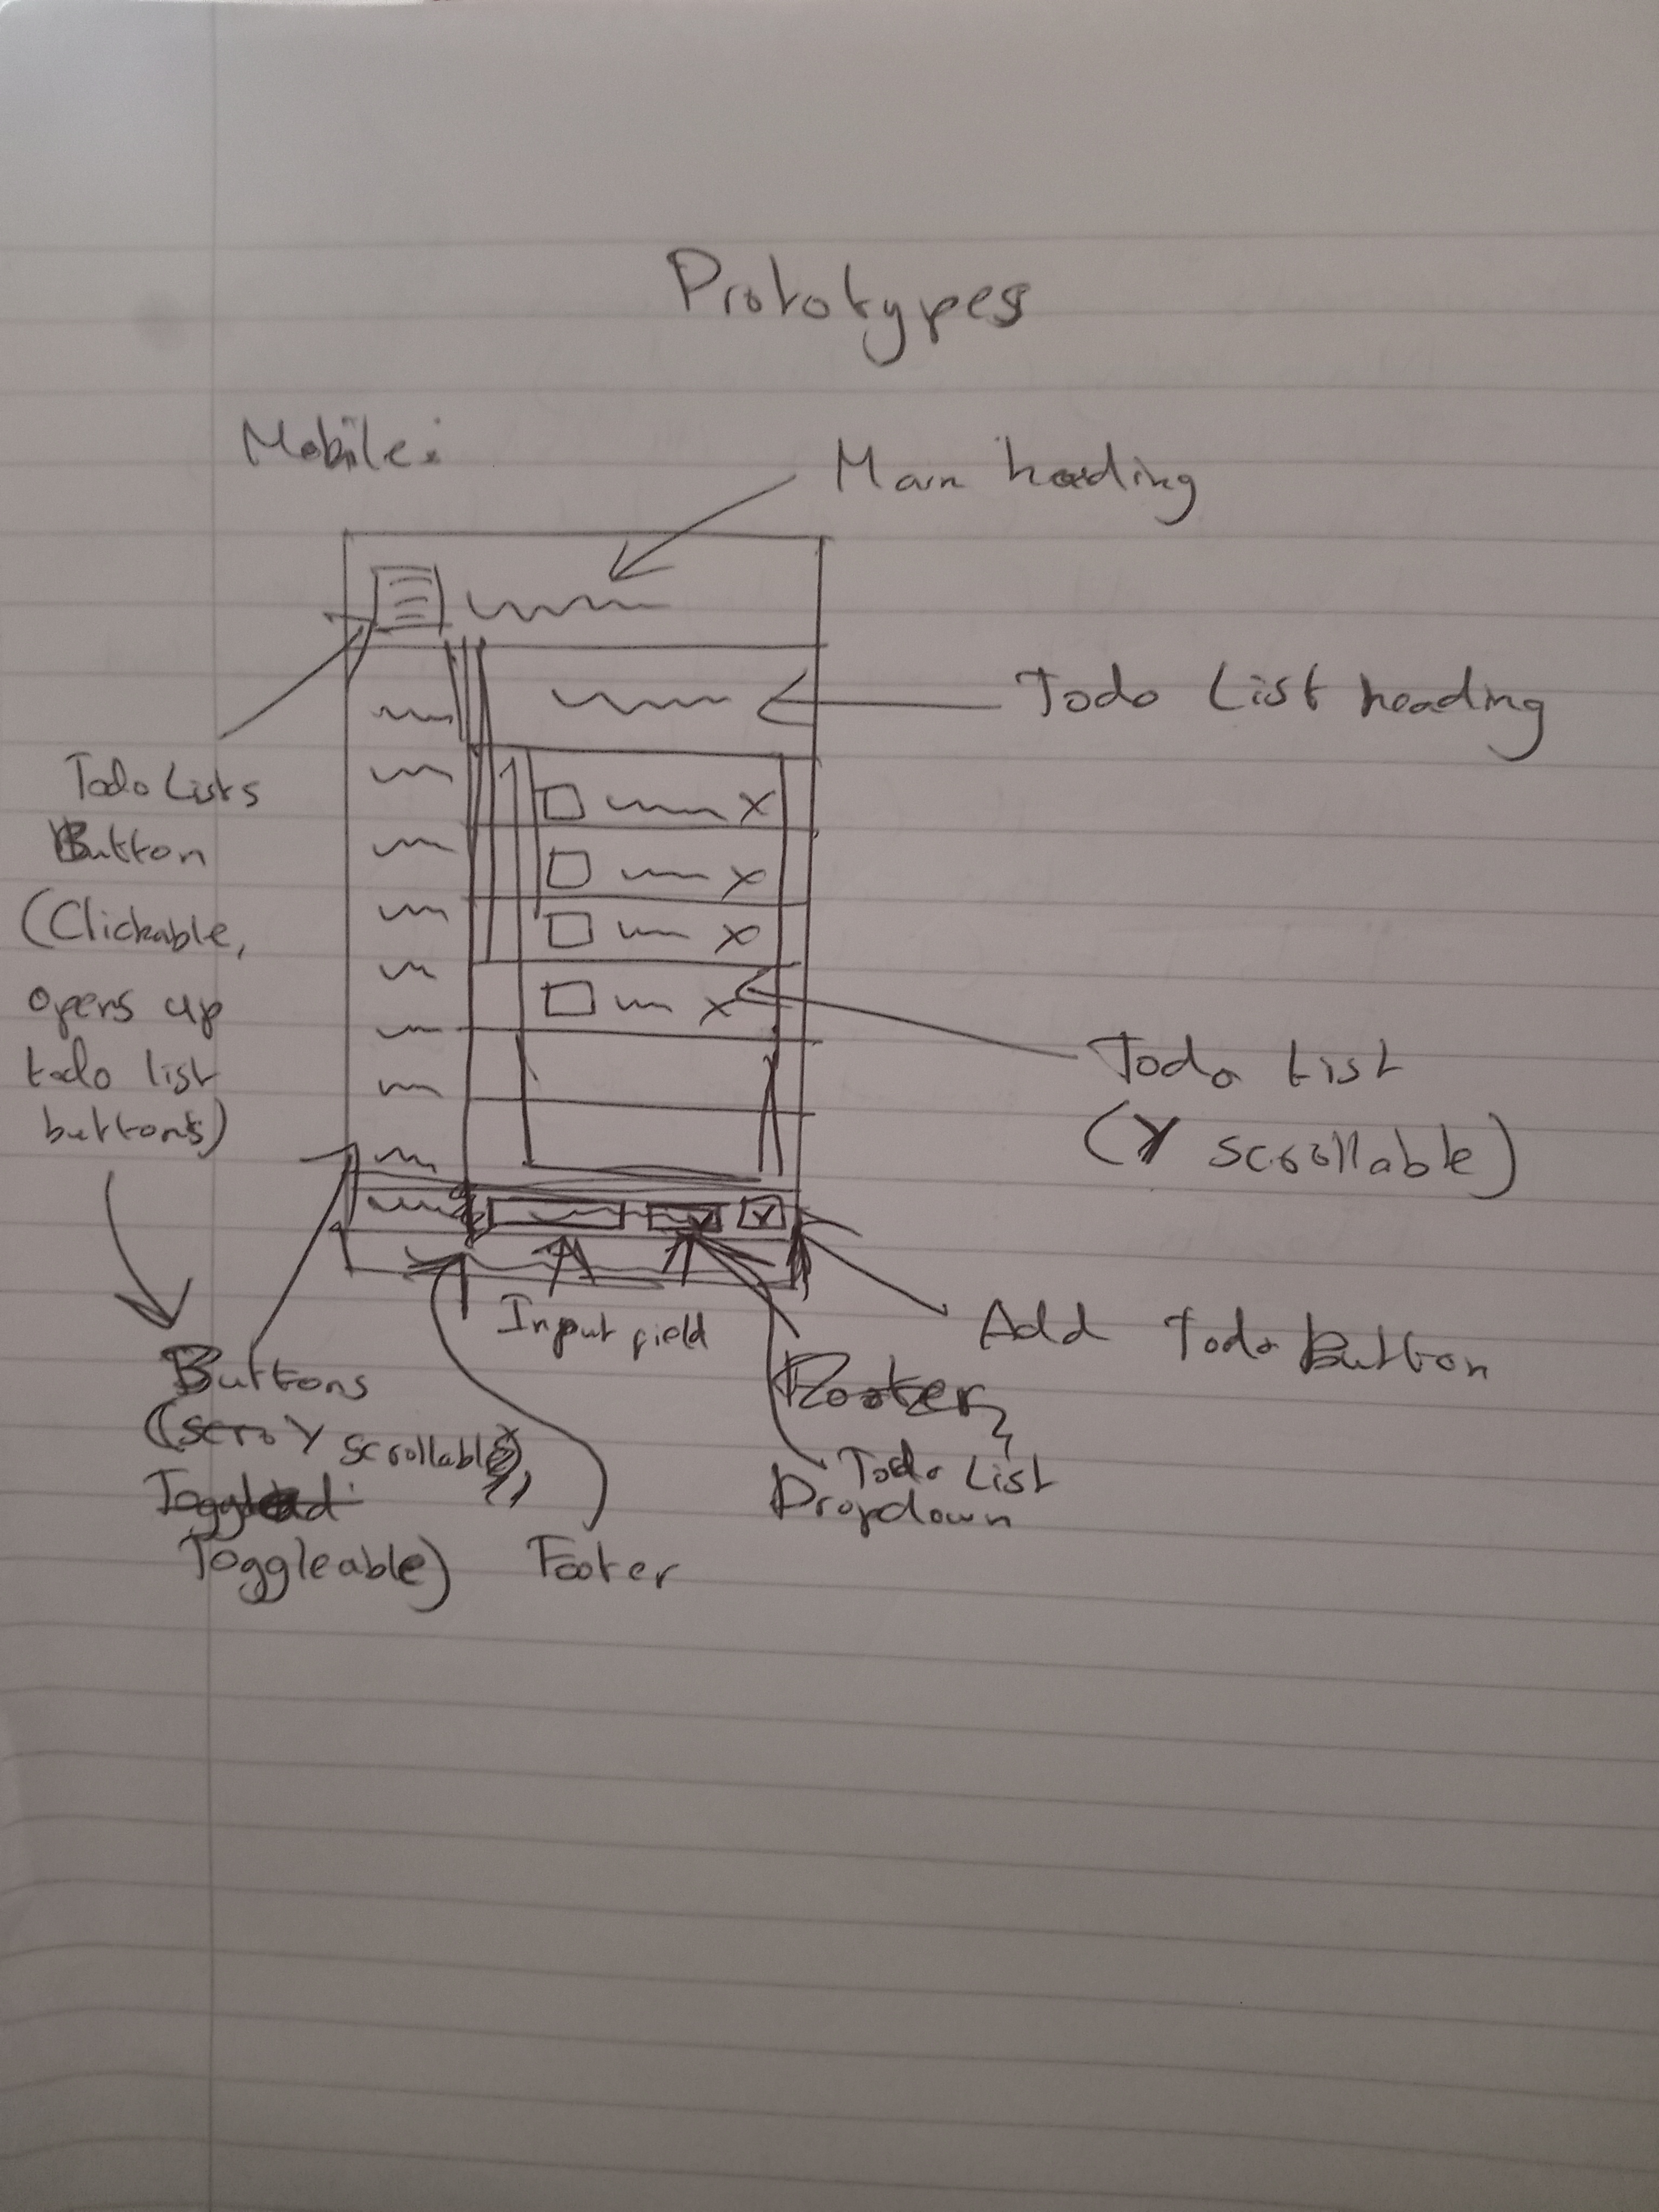 Prototypes
Mobile:
Main heading
Todo List heading
Todo Lists
Button
(Clickable,
opens up
todo list
buttons)
Todo List
(Y scrollable)
Input field
Add Todo Button
Buttons
(scro Y scrollable),
Toggled
Toggleable)
Footer
Footer
Todo List
Dropdown